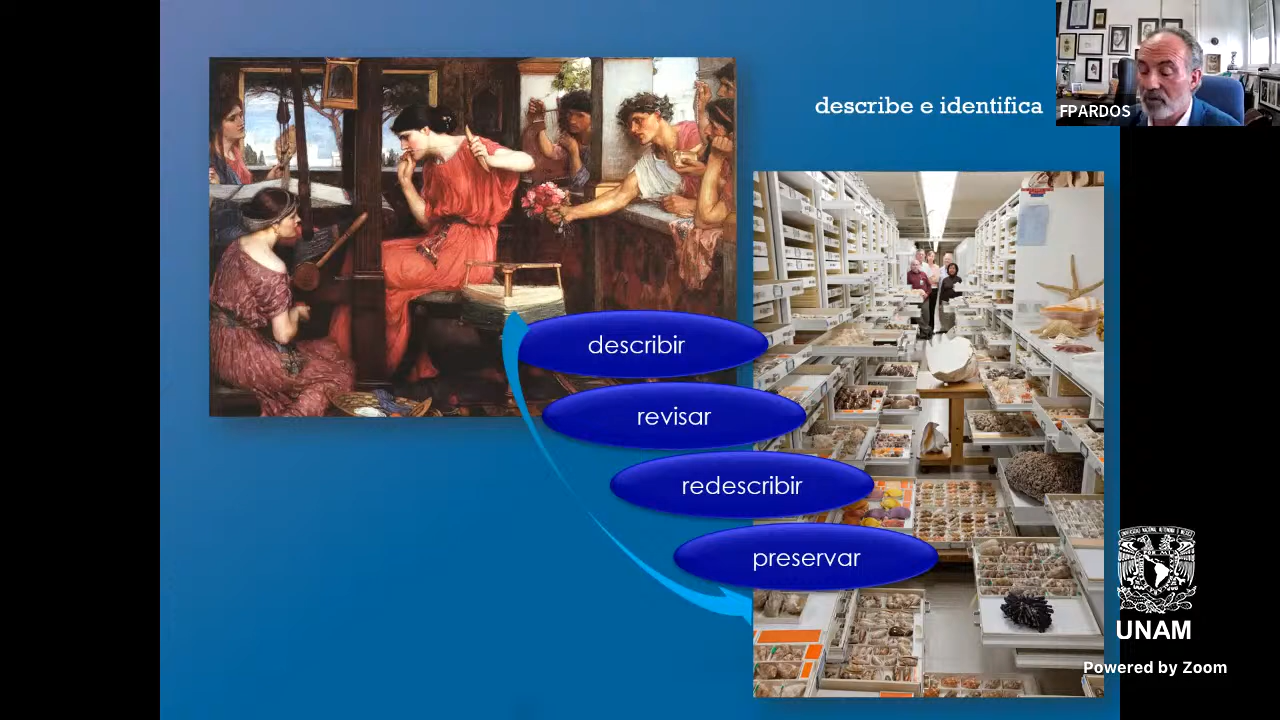 describe e identifica
FPARDOS
describir
revisar
redescribir
preservar
UNAM
Powered by Zoom